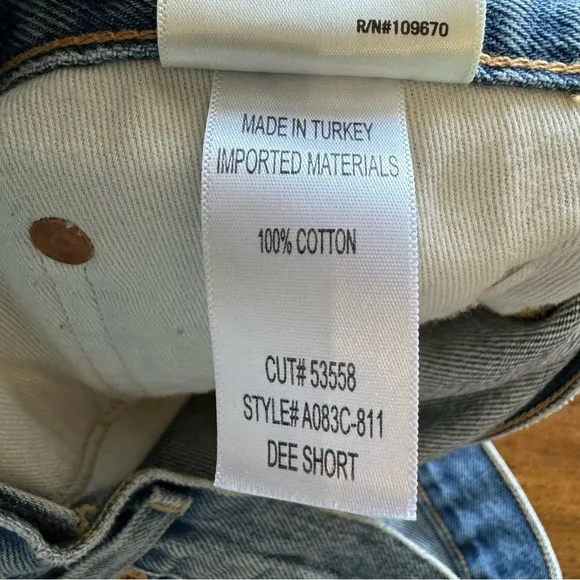 R/N#109670
MADE IN TURKEY
IMPORTED MATERIALS
100% COTTON
CUT# 53558
STYLE# A083C-811
DEE SHORT